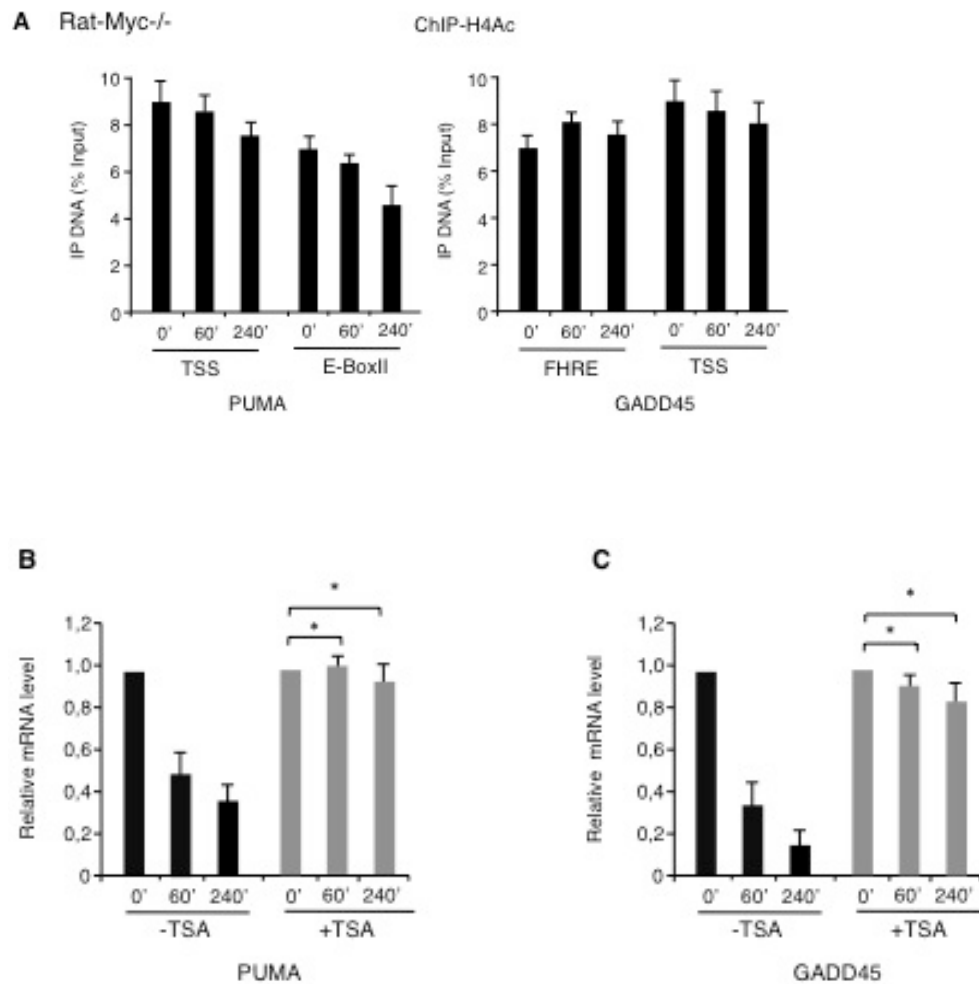 A Rat-Myc-/- ChIP-H4Ac
IP DNA (% Input)
10
8
6
4
2
0
0' 60' 240' 0' 60' 240'
TSS E-BoxII
PUMA
IP DNA (% Input)
10
8
6
4
2
0
0' 60' 240' 0' 60' 240'
FHRE TSS
GADD45
B
Relative mRNA level
1,2
1,0
0,8
0,6
0,4
0,2
0
* *
0' 60' 240' 0' 60' 240'
-TSA +TSA
PUMA
C
Relative mRNA level
1,2
1,0
0,8
0,6
0,4
0,2
0
* *
0' 60' 240' 0' 60' 240'
-TSA +TSA
GADD45